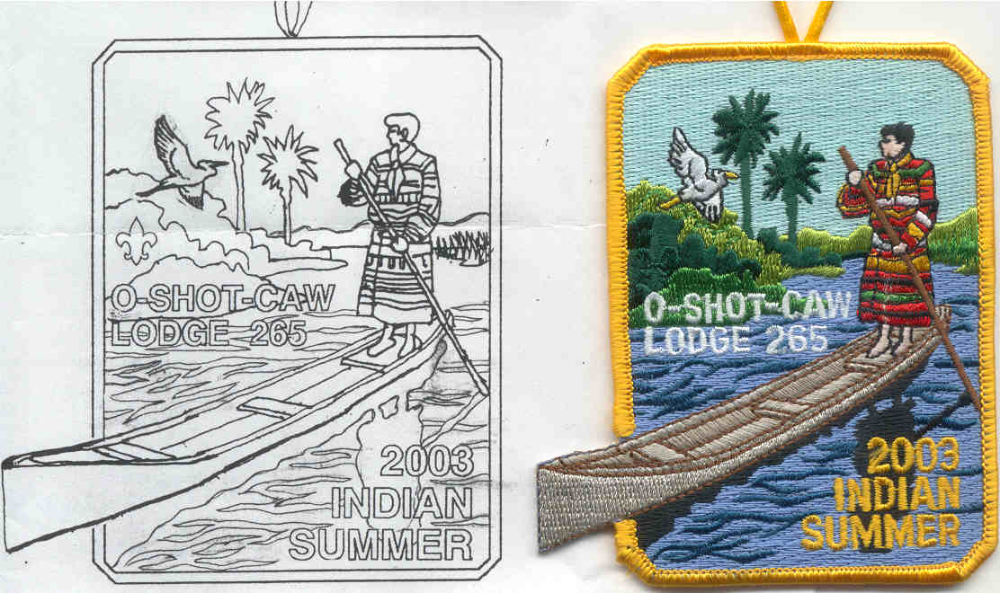 O-SHOT-CAW
LODGE 265
2003
INDIAN
SUMMER
O-SHOT-CAW
LODGE 265
2003
INDIAN
SUMMER